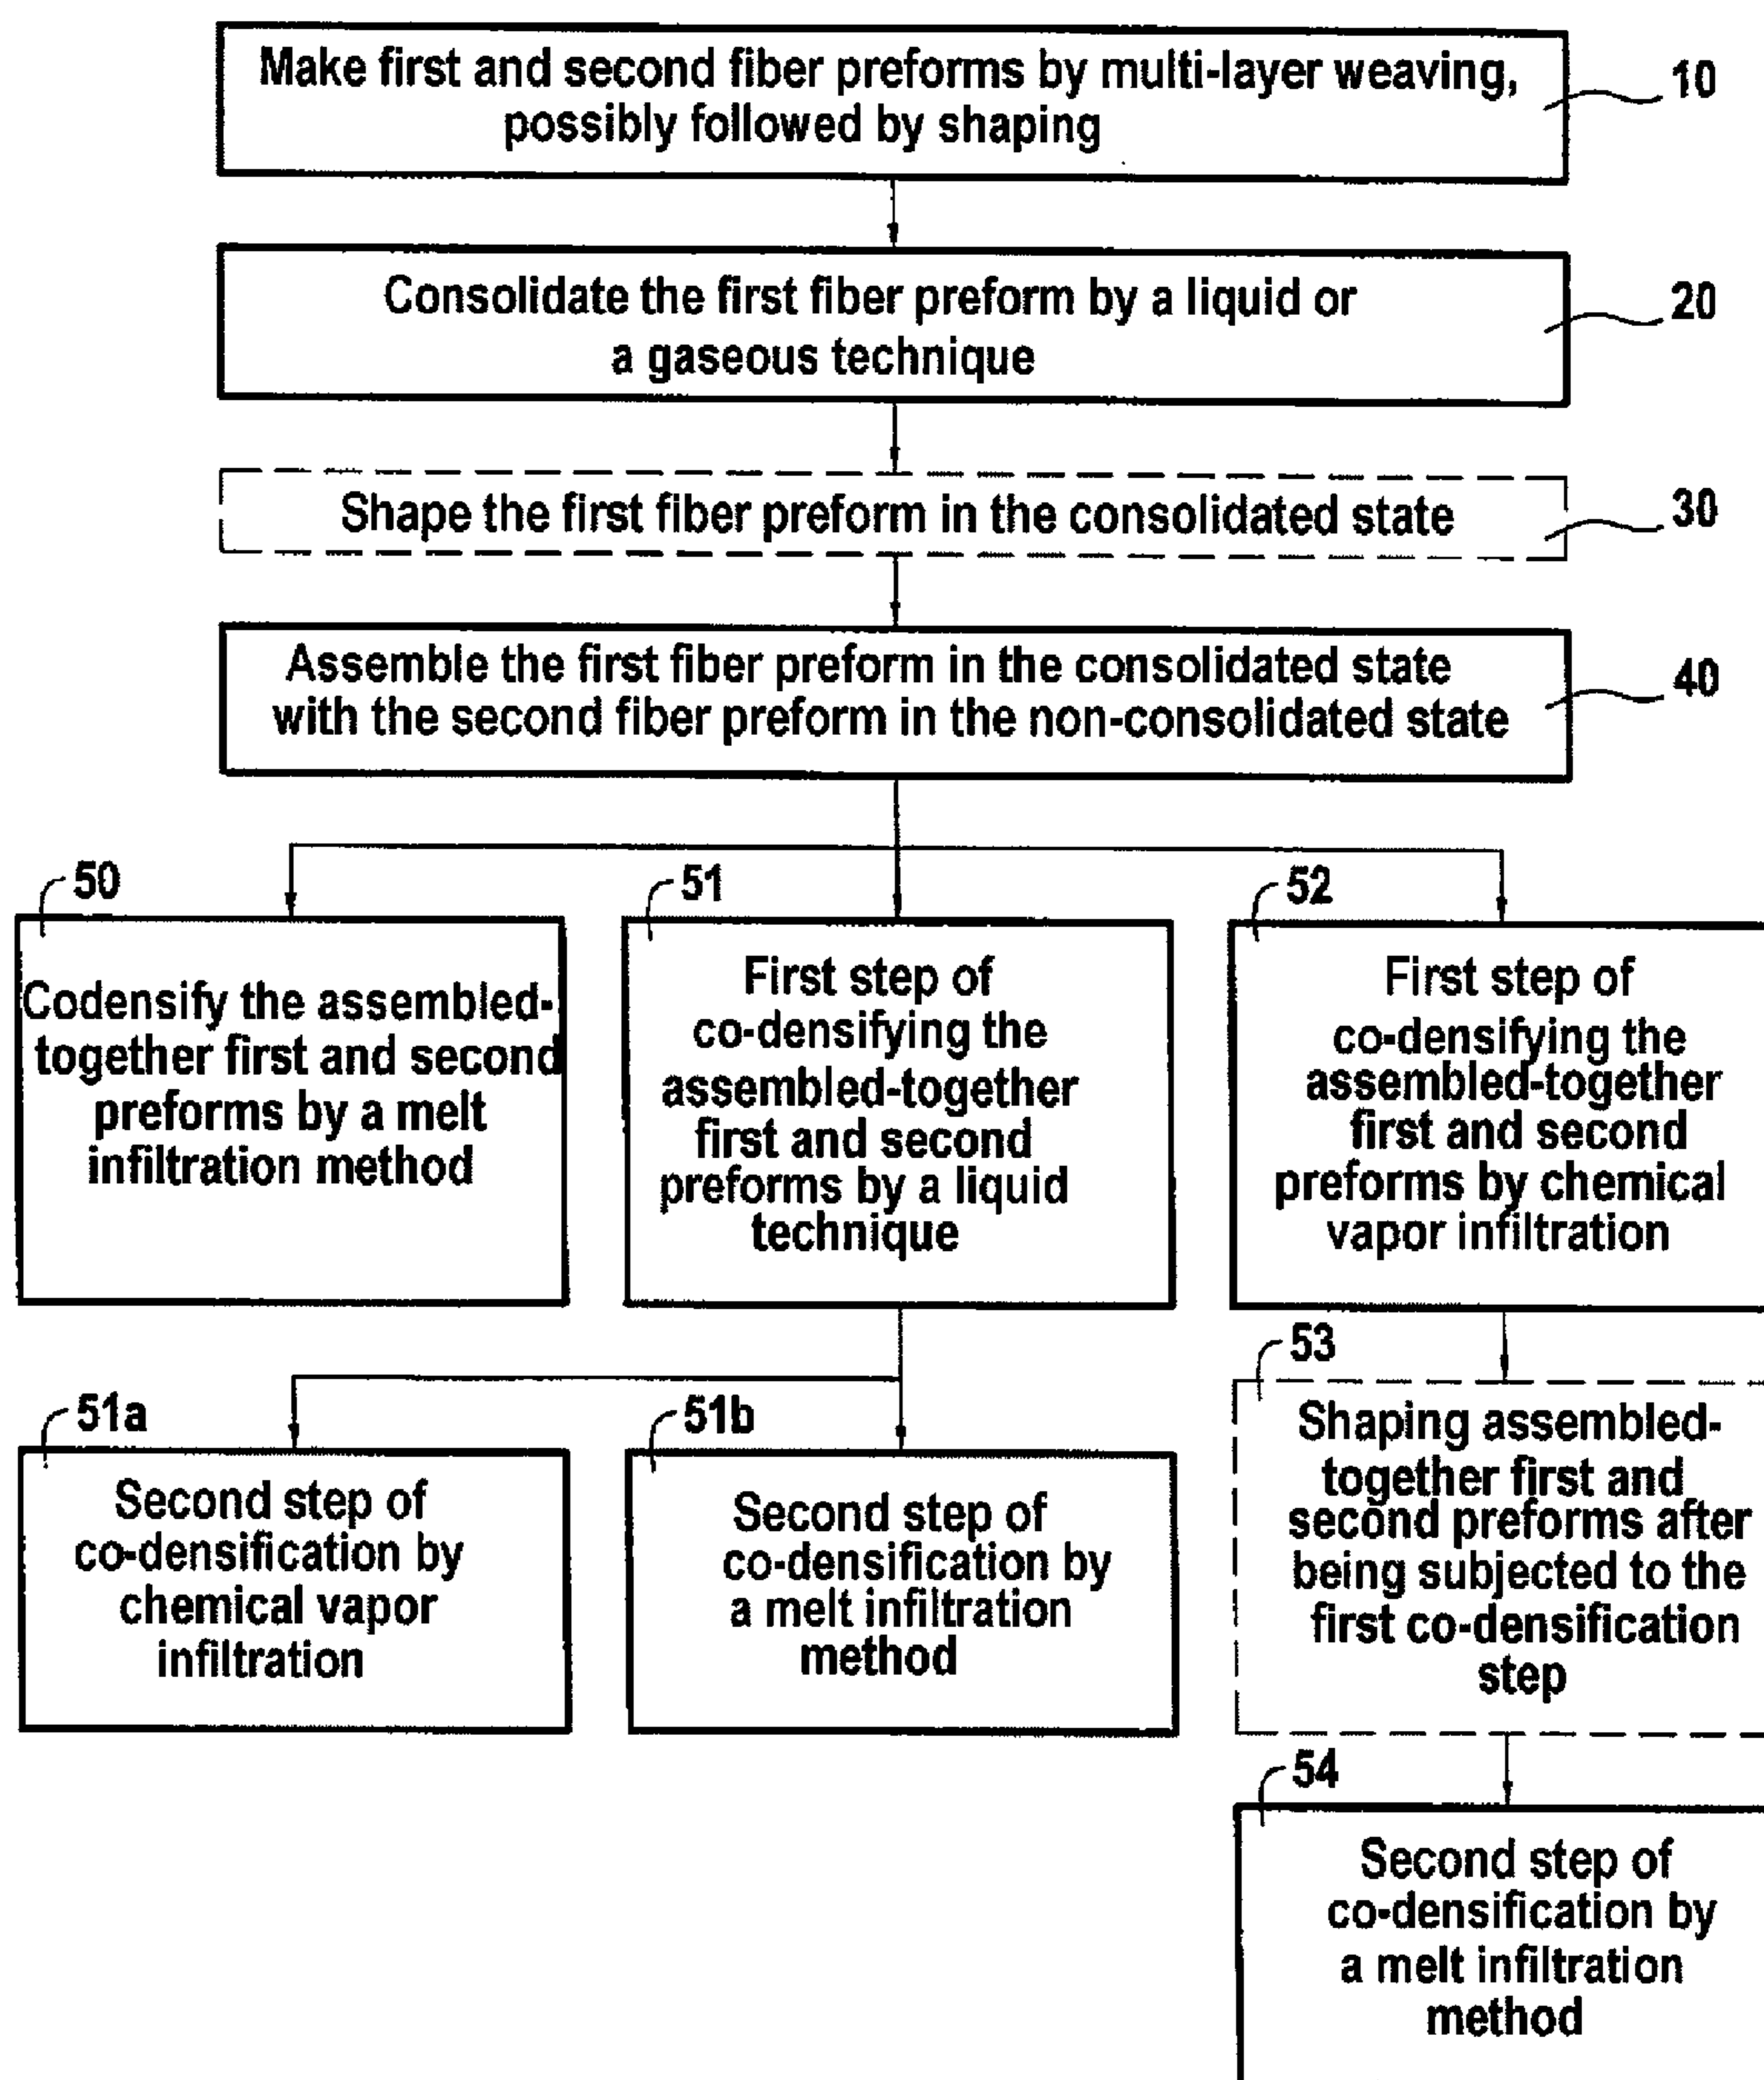 Make first and second fiber preforms by multi-layer weaving,
possibly followed by shaping
10
Consolidate the first fiber preform by a liquid or
a gaseous technique
20
Shape the first fiber preform in the consolidated state
30
Assemble the first fiber preform in the consolidated state
with the second fiber preform in the non-consolidated state
40
50
Codensify the assembled-
together first and second
preforms by a melt
infiltration method
51
First step of
co-densifying the
assembled-together
first and second
preforms by a liquid
technique
52
First step of
co-densifying the
assembled-together
first and second
preforms by chemical
vapor infiltration
51a
Second step of
co-densification by
chemical vapor
infiltration
51b
Second step of
co-densification by
a melt infiltration
method
53
Shaping assembled-
together first and
second preforms after
being subjected to the
first co-densification
step
54
Second step of
co-densification by
a melt infiltration
method